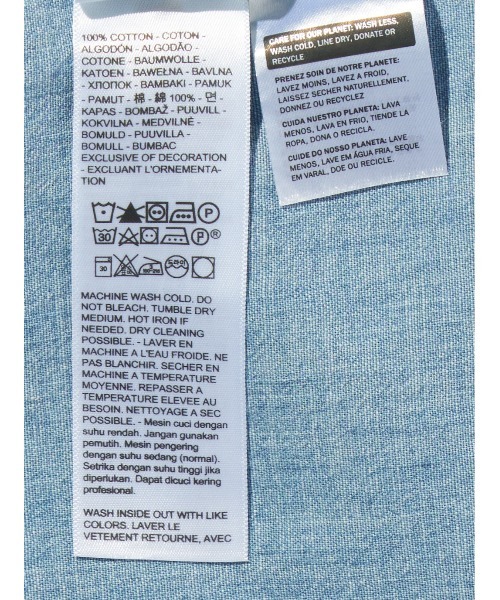 100% COTTON - COTON -
ALGODÓN - ALGODÃO -
COTONE - BAUMWOLLE -
KATOEN - BAWEŁNA - BAVLNA
- ХЛОПОК - BAMBAKI - PAMUK
- PAMUT - 棉 - 棉 100% - 면 -
KAPAS - BOMBAŽ - PUUVILL -
KOKVILNA - MEDVILNĖ -
BOMULD - PUUVILLA -
BOMULL - BUMBAC
EXCLUSIVE OF DECORATION
- EXCLUANT L'ORNEMENTA-
TION
P
30 P®
30
MACHINE WASH COLD. DO
NOT BLEACH. TUMBLE DRY
MEDIUM. HOT IRON IF
NEEDED. DRY CLEANING
POSSIBLE. - LAVER EN
MACHINE A L'EAU FROIDE. NE
PAS BLANCHIR. SECHER EN
MACHINE A TEMPERATURE
MOYENNE. REPASSER A
TEMPERATURE ELEVEE AU
BESOIN. NETTOYAGE A SEC
POSSIBLE. - Mesin cuci dengan
suhu rendah. Jangan gunakan
pemutih. Mesin pengering
dengan suhu sedang (normal).
Setrika dengan suhu tinggi jika
diperlukan. Dapat dicuci kering
profesional.
WASH INSIDE OUT WITH LIKE
COLORS. LAVER LE
VETEMENT RETOURNE, AVEC
CARE FOR OUR PLANET: WASH LESS,
WASH COLD, LINE DRY, DONATE OR
RECYCLE
PRENEZ SOIN DE NOTRE PLANETE:
LAVEZ MOINS, LAVEZ A FROID,
LAISSEZ SECHER NATURELLEMENT.
DONNEZ OU RECYCLEZ.
CUIDA NUESTRO PLANETA: LAVA
MENOS, LAVA EN FRIO, TIENDE LA
ROPA, DONA O RECICLA.
CUIDE DO NOSSO PLANETA: LAVE
MENOS, LAVE EM ÁGUA FRIA, SEQUE
EM VARAL, DOE OU RECICLE.